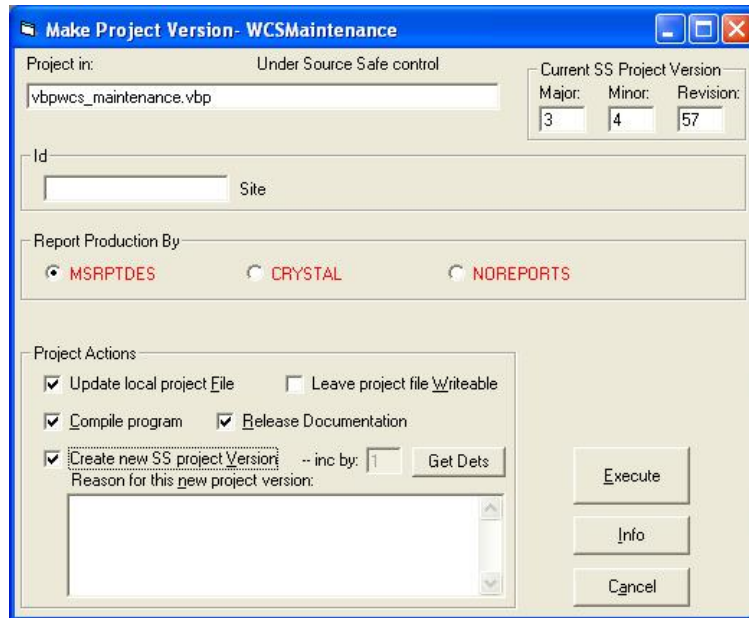 Make Project Version- WCSMaintenance
Project in: Under Source Safe control
vbpwcs_maintenance.vbp
Current SS Project Version
Major: Minor: Revision:
3 4 57
Id
Site
Report Production By
MSRPTDES CRYSTAL NOREPORTS
Project Actions
Update local project File Leave project file Writeable
Compile program Release Documentation
Create new SS project Version -- inc by: 1 Get Dets
Reason for this new project version:
Execute
Info
Cancel